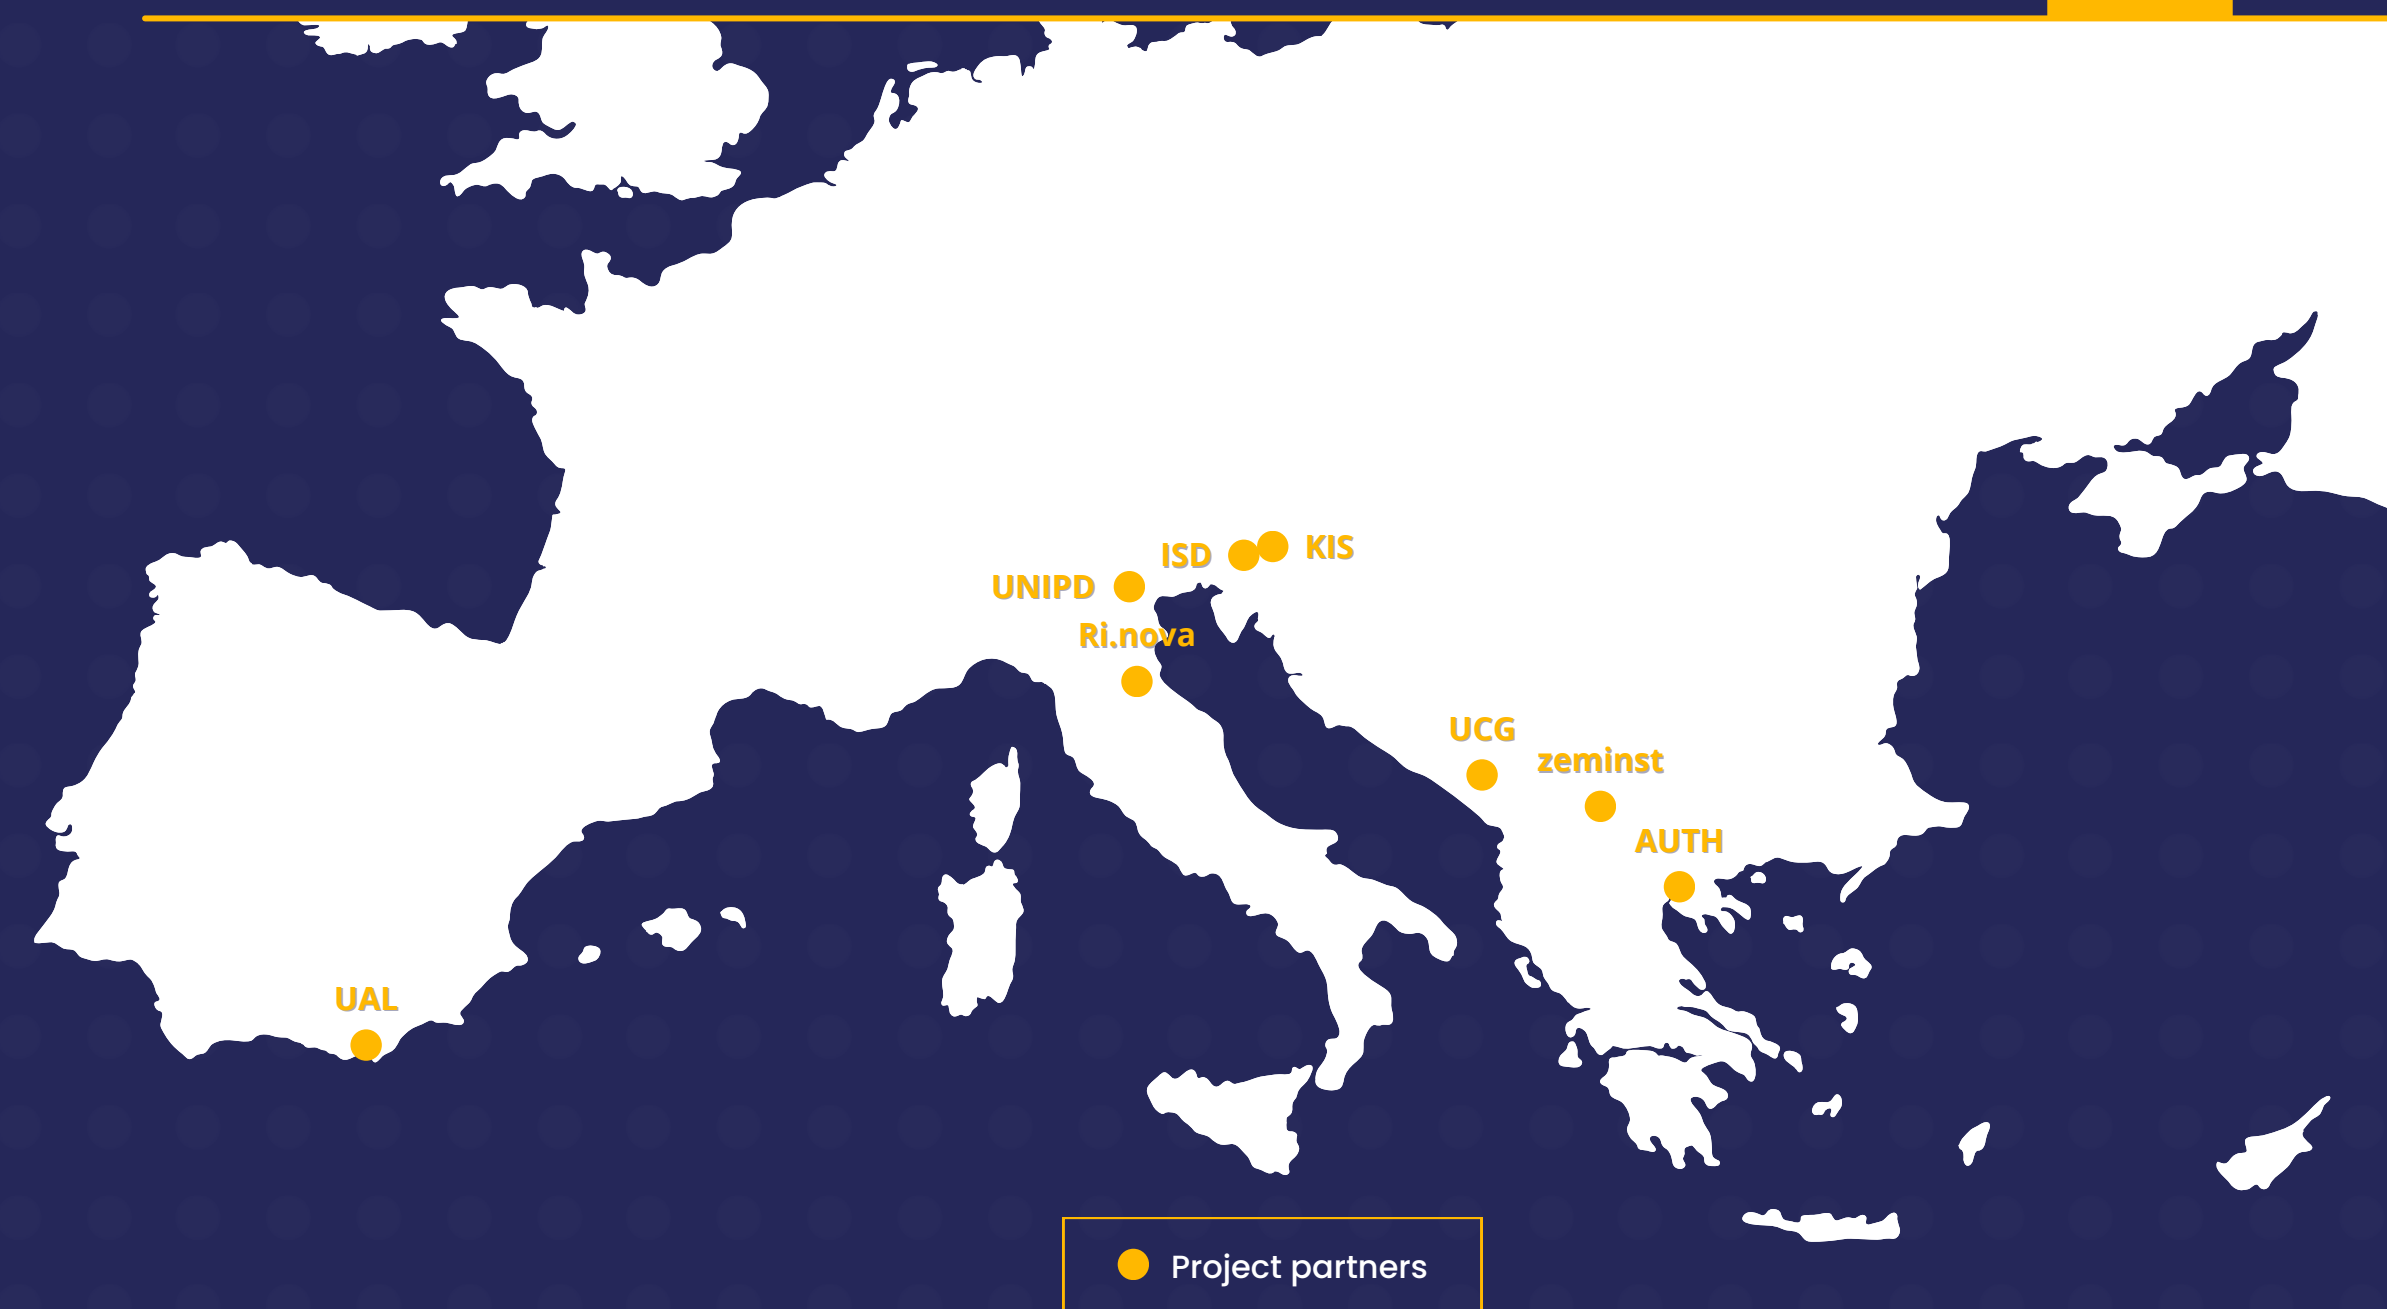 ISD
KIS
UNIPD
Ri.nova
UCG
zeminst
AUTH
UAL
Project partners